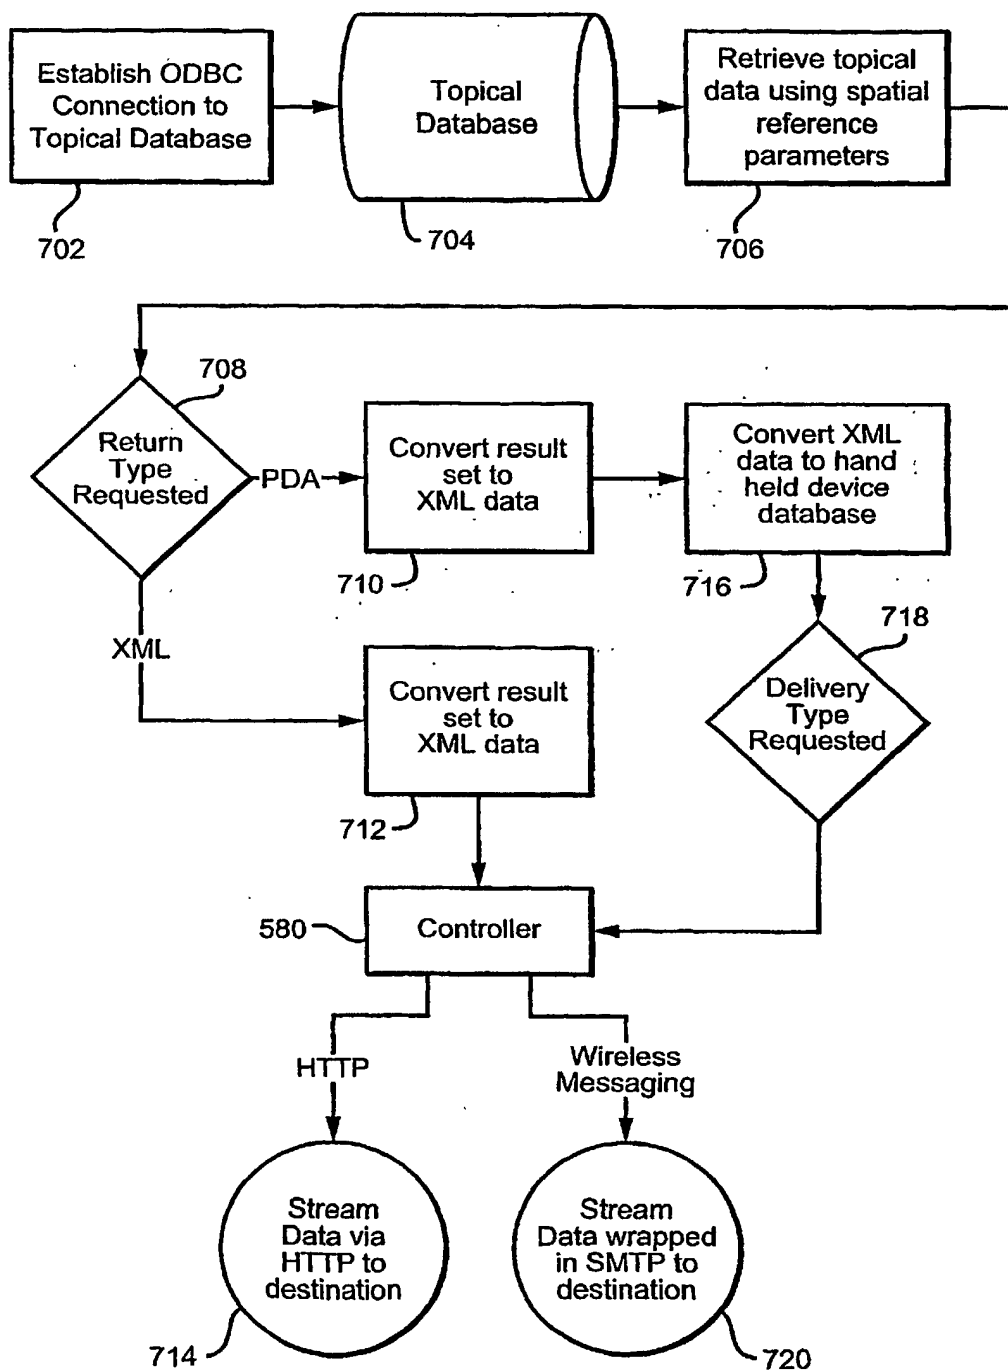 Establish ODBC
Connection to
Topical Database
702
Topical
Database
704
Retrieve topical
data using spatial
reference
parameters
706
708
Return
Type
Requested
PDA
XML
Convert result
set to
XML data
710
Convert XML
data to hand
held device
database
716
718
Delivery
Type
Requested
Convert result
set to
XML data
712
580
Controller
HTTP
Wireless
Messaging
Stream
Data via
HTTP to
destination
714
Stream
Data wrapped
in SMTP to
destination
720